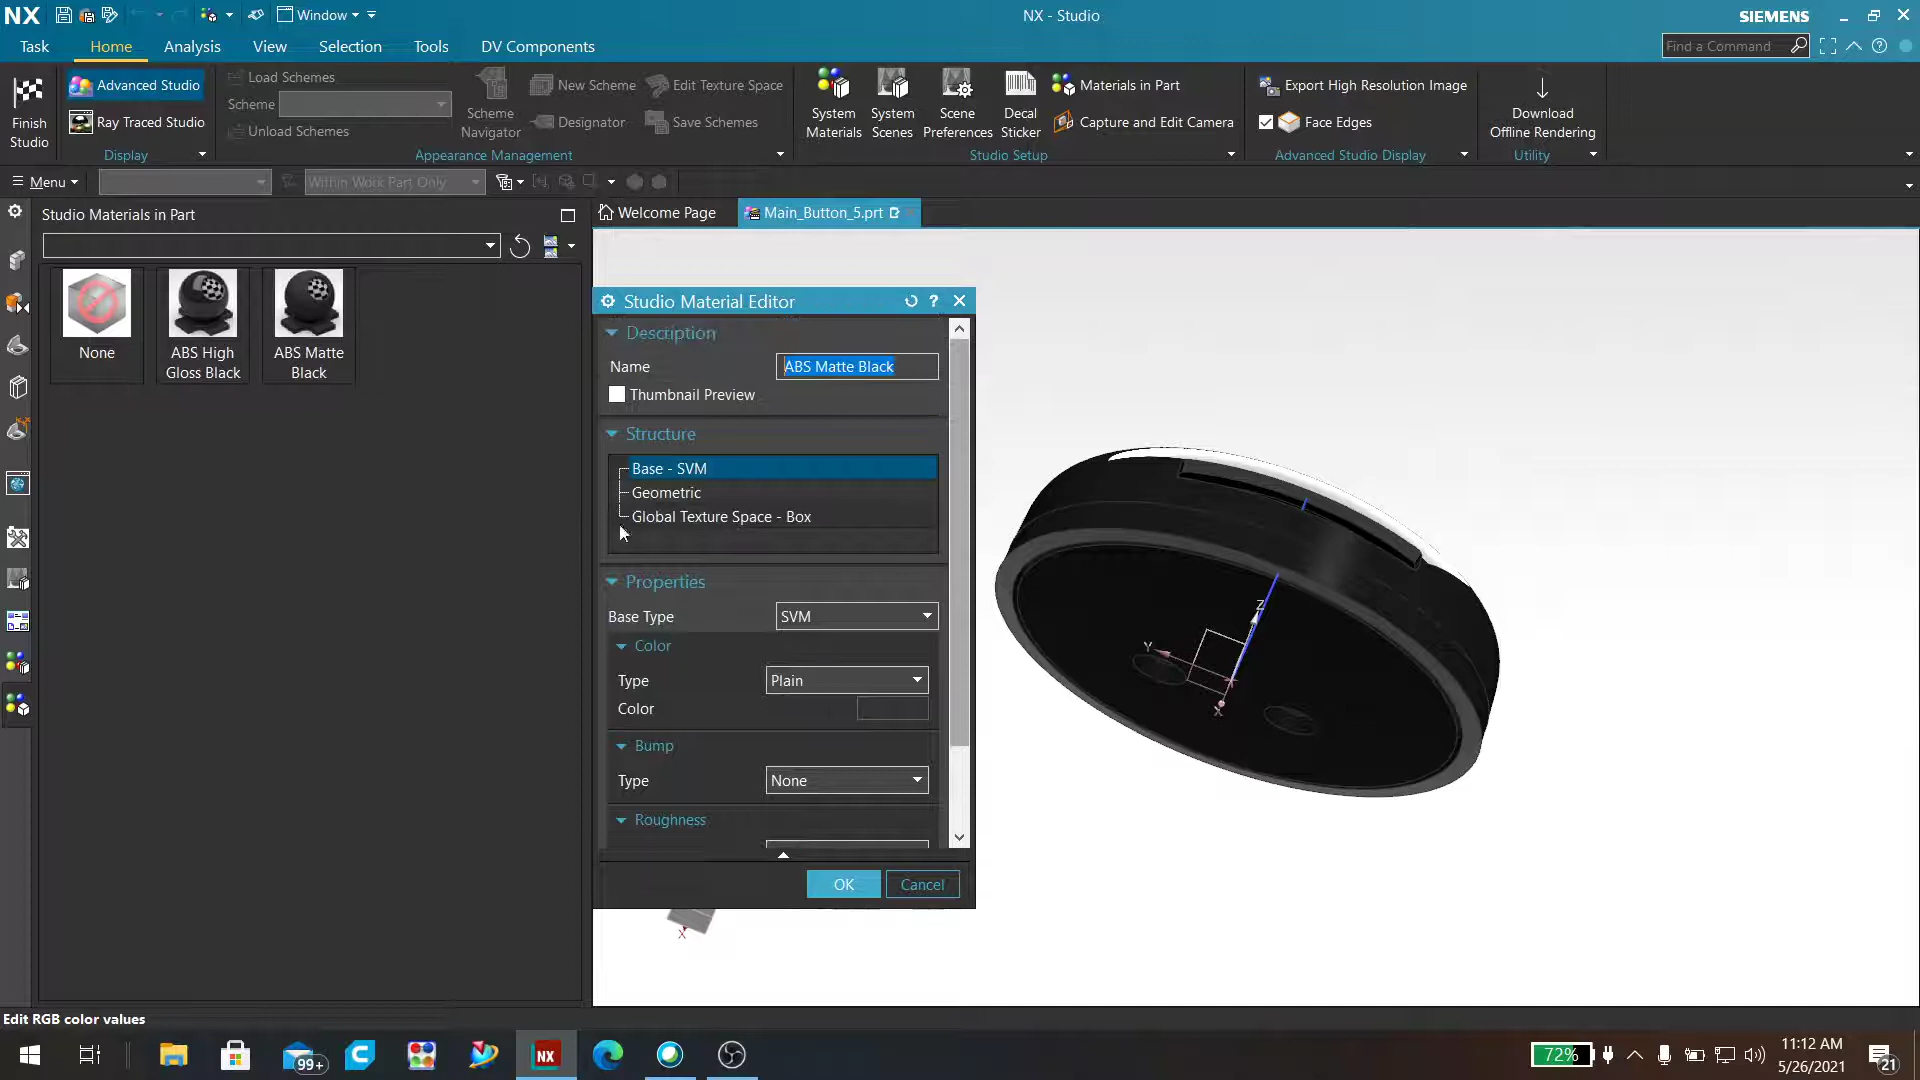 NX
Window
NX - Studio
SIEMENS
Task
Home
Analysis
View
Selection
Tools
DV Components
Find a Command
Finish
Studio
Advanced Studio
Ray Traced Studio
Display
Load Schemes
Scheme
Unload Schemes
Scheme
Navigator
New Scheme
Designator
Edit Texture Space
Save Schemes
Appearance Management
System
Materials
System
Scenes
Scene
Preferences
Decal
Sticker
Materials in Part
Capture and Edit Camera
Studio Setup
Export High Resolution Image
Face Edges
Advanced Studio Display
Download
Offline Rendering
Utility
Menu
Within Work Part Only
Studio Materials in Part
Welcome Page
Main_Button_5.prt
None
ABS High
Gloss Black
ABS Matte
Black
Studio Material Editor
Description
Name
ABS Matte Black
Thumbnail Preview
Structure
Base - SVM
Geometric
Global Texture Space - Box
Properties
Base Type
SVM
Color
Type
Plain
Color
Bump
Type
None
Roughness
OK
Cancel
Z
Y
X
X
Edit RGB color values
99+
NX
72%
11:12 AM
5/26/2021
21